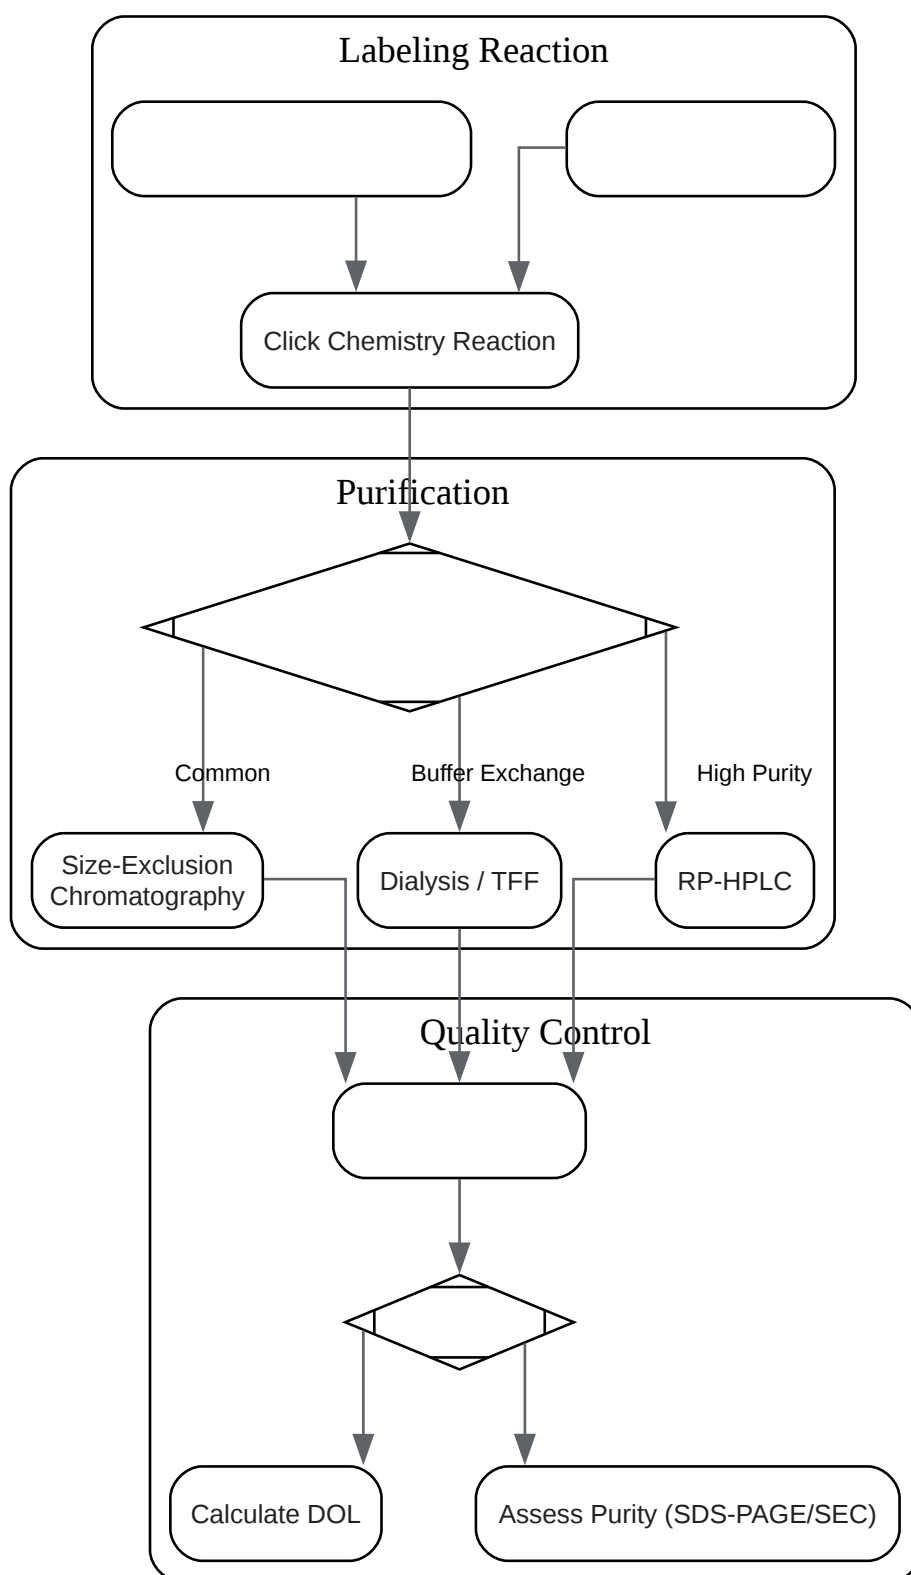 Labeling Reaction
Click Chemistry Reaction
Purification
Common
Buffer Exchange
High Purity
Size-Exclusion
Chromatography
Dialysis / TFF
RP-HPLC
Quality Control
Calculate DOL
Assess Purity (SDS-PAGE/SEC)